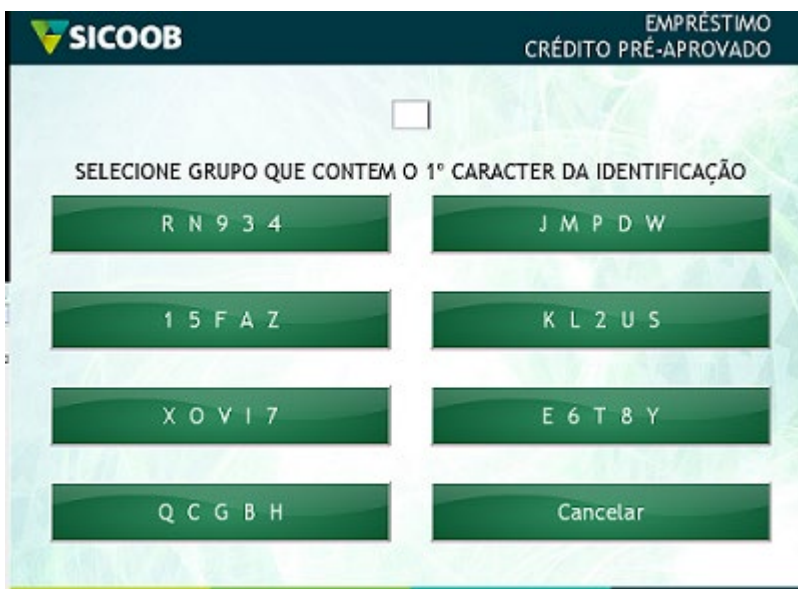 SICOOB
EMPRÉSTIMO
CRÉDITO PRÉ-APROVADO
SELECIONE GRUPO QUE CONTEM O 1º CARACTER DA IDENTIFICAÇÃO
R N 9 3 4
J M P D W
1 5 F A Z
K L 2 U S
X O V I 7
E 6 T 8 Y
Q C G B H
Cancelar